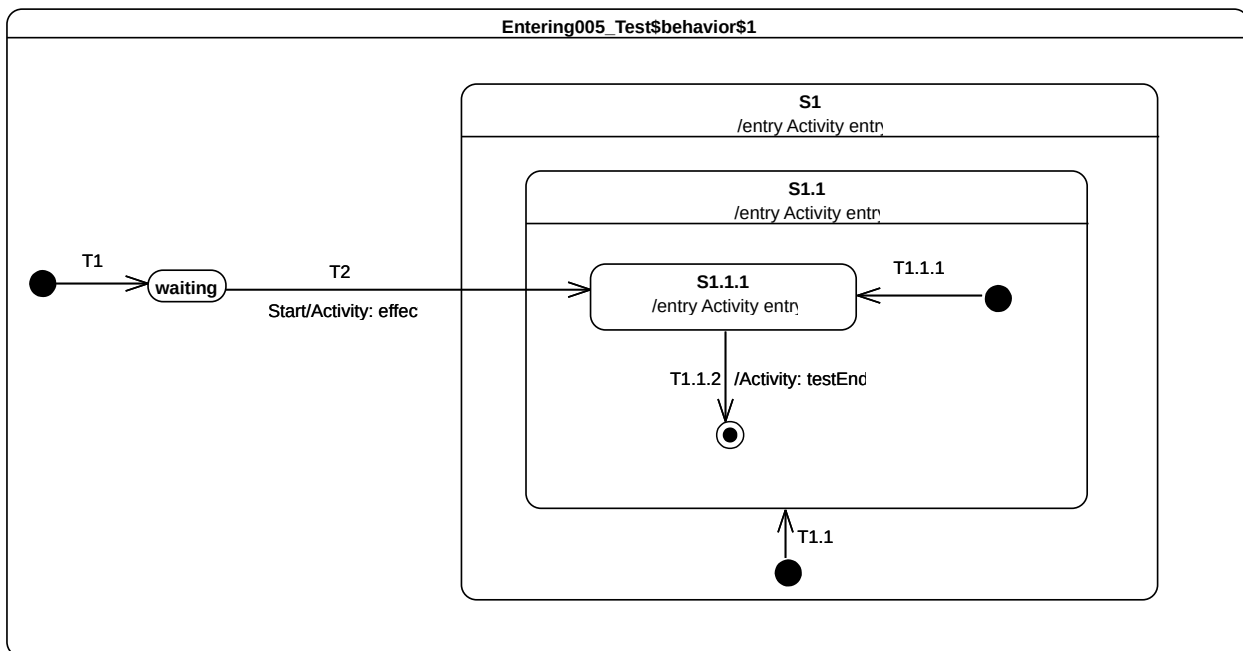 Entering005_Test$behavior$1
S1
/entry Activity entry
S1.1
/entry Activity entry
T1
waiting
T2
Start/Activity: effec
S1.1.1
/entry Activity entry
T1.1.1
T1.1.2
/Activity: testEnd
T1.1